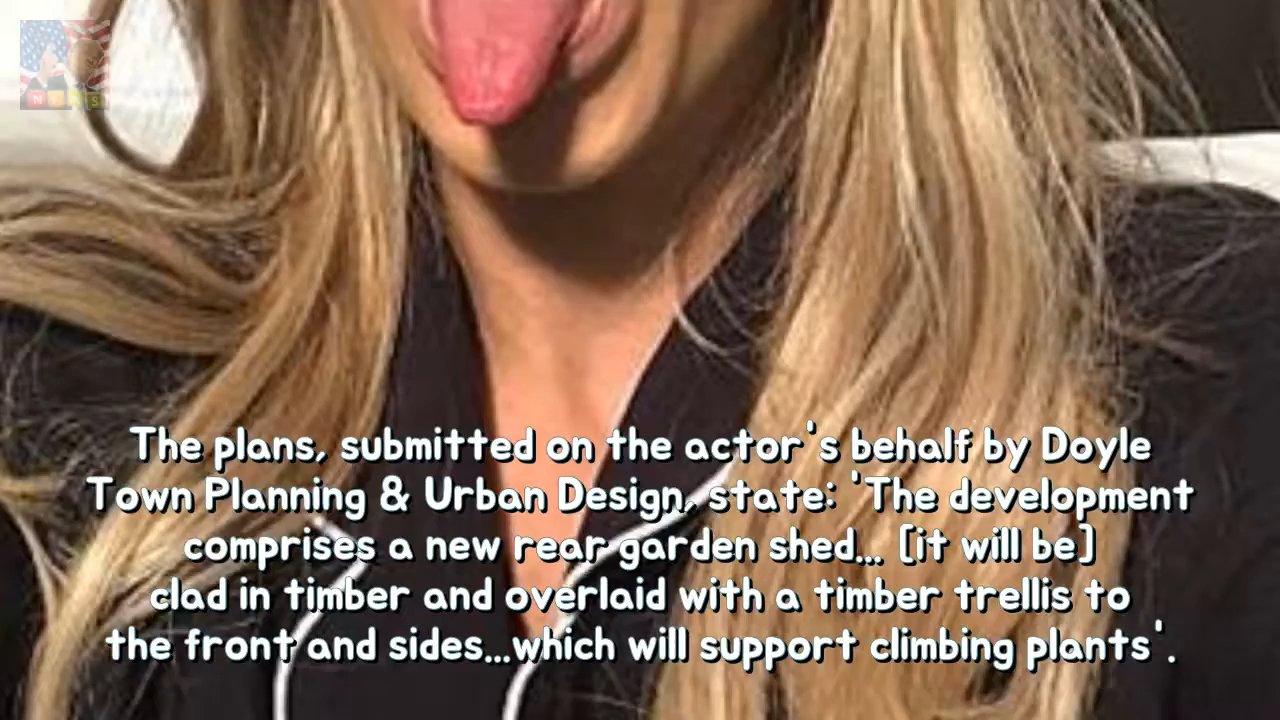 The plans, submitted on the actor's behalf by Doyle
Town Planning & Urban Design, state: 'The development
comprises a new rear garden shed... [it will be]
clad in timber and overlaid with a timber trellis to
the front and sides...which will support climbing plants'.